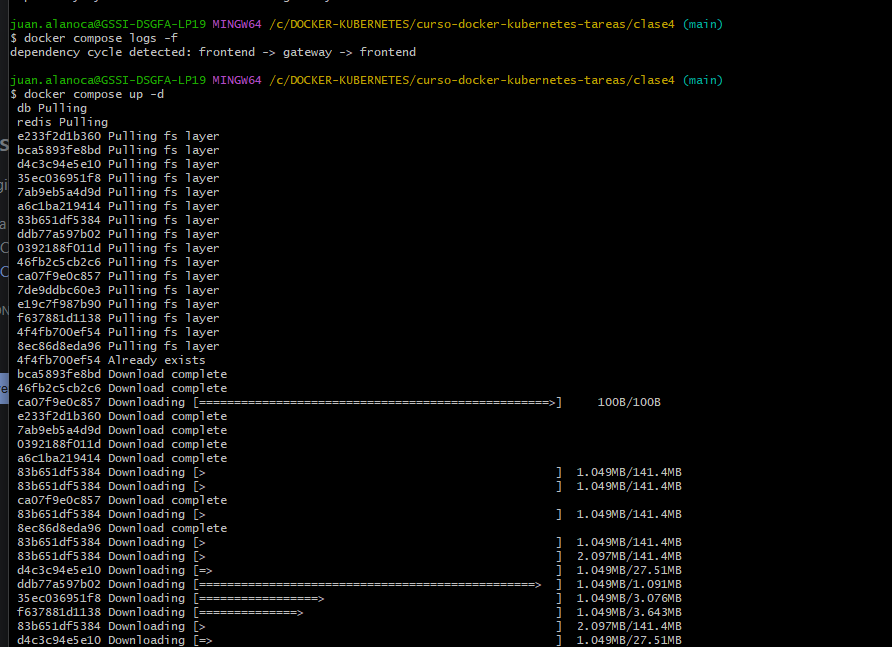 juan.alanoca@GSSI-DSGFA-LP19 MINGW64 /c/DOCKER-KUBERNETES/curso-docker-kubernetes-tareas/clase4 (main)
$ docker compose logs -f
dependency cycle detected: frontend -> gateway -> frontend
juan.alanoca@GSSI-DSGFA-LP19 MINGW64 /c/DOCKER-KUBERNETES/curso-docker-kubernetes-tareas/clase4 (main)
$ docker compose up -d
db Pulling
redis Pulling
e233f2d1b360 Pulling fs layer
bca5893fe8bd Pulling fs layer
d4c3c94e5e10 Pulling fs layer
35ec036951f8 Pulling fs layer
7ab9eb5a4d9d Pulling fs layer
a6c1ba219414 Pulling fs layer
83b651df5384 Pulling fs layer
ddb77a597b02 Pulling fs layer
0392188f011d Pulling fs layer
46fb2c5cb2c6 Pulling fs layer
ca07f9e0c857 Pulling fs layer
7de9ddbc60e3 Pulling fs layer
e19c7f987b90 Pulling fs layer
f637881d1138 Pulling fs layer
4f4fb700ef54 Pulling fs layer
8ec86d8eda96 Pulling fs layer
4f4fb700ef54 Already exists
bca5893fe8bd Download complete
46fb2c5cb2c6 Download complete
ca07f9e0c857 Downloading [==================================================>] 100B/100B
e233f2d1b360 Download complete
7ab9eb5a4d9d Download complete
0392188f011d Download complete
a6c1ba219414 Download complete
83b651df5384 Downloading [> ] 1.049MB/141.4MB
83b651df5384 Downloading [> ] 1.049MB/141.4MB
ca07f9e0c857 Download complete
83b651df5384 Downloading [> ] 1.049MB/141.4MB
8ec86d8eda96 Download complete
83b651df5384 Downloading [> ] 1.049MB/141.4MB
83b651df5384 Downloading [> ] 2.097MB/141.4MB
d4c3c94e5e10 Downloading [=> ] 1.049MB/27.51MB
ddb77a597b02 Downloading [================================================> ] 1.049MB/1.091MB
35ec036951f8 Downloading [=================> ] 1.049MB/3.076MB
f637881d1138 Downloading [==============> ] 1.049MB/3.643MB
83b651df5384 Downloading [> ] 2.097MB/141.4MB
d4c3c94e5e10 Downloading [=> ] 1.049MB/27.51MB